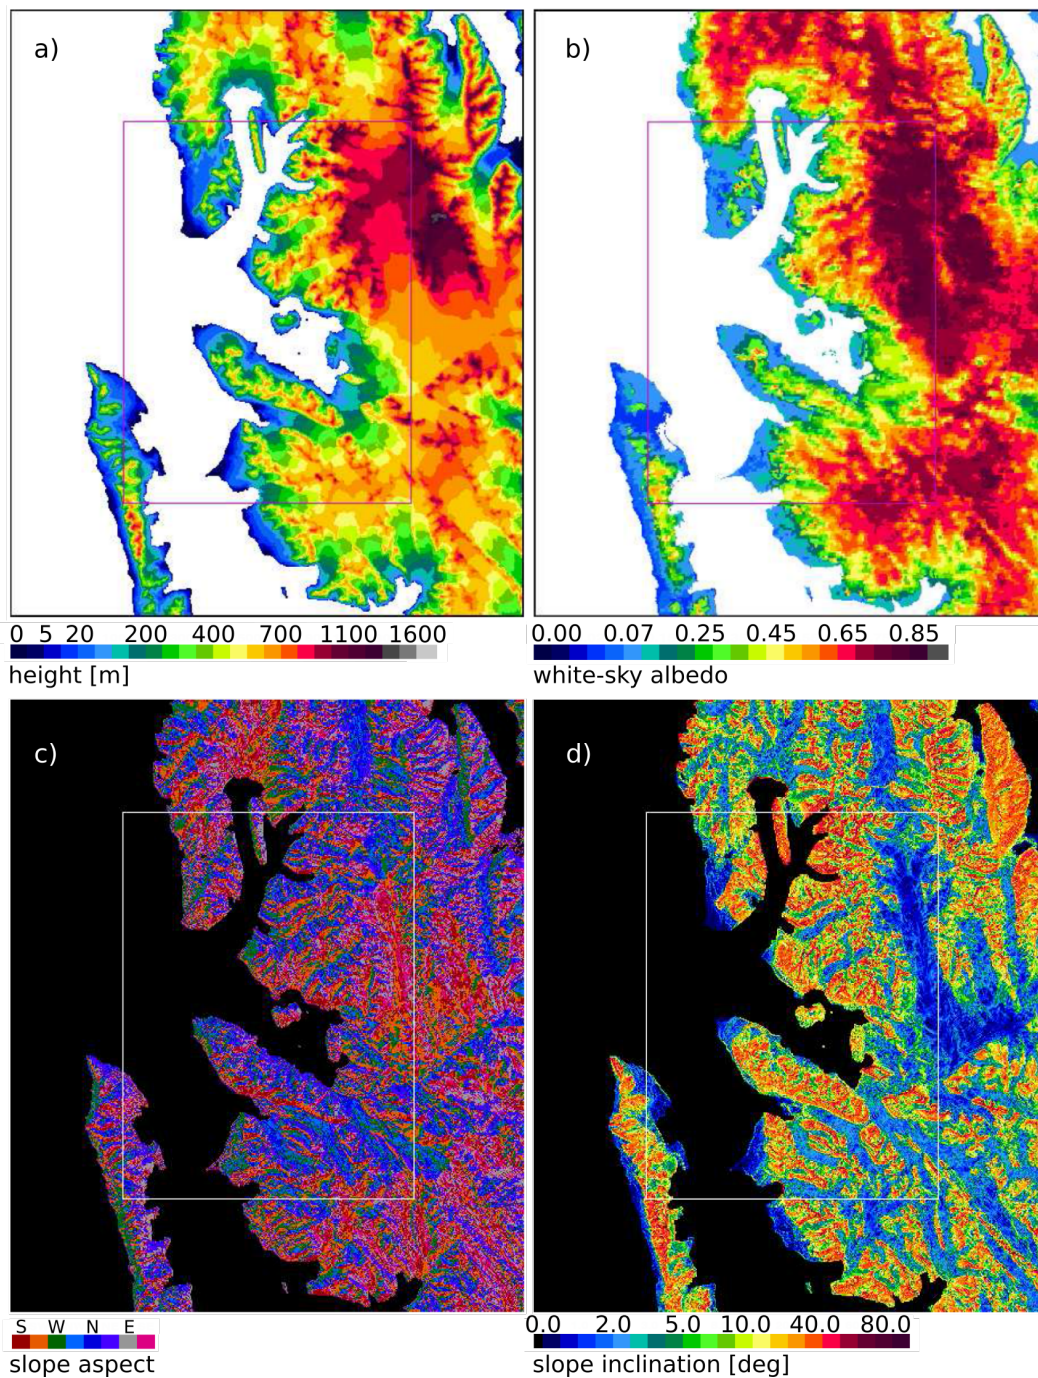 a)
b)
0 5 20 200 400 700 1100 1600
height [m]
0.00 0.07 0.25 0.45 0.65 0.85
white-sky albedo
c)
d)
S W N E
slope aspect
0.0 2.0 5.0 10.0 40.0 80.0
slope inclination [deg]